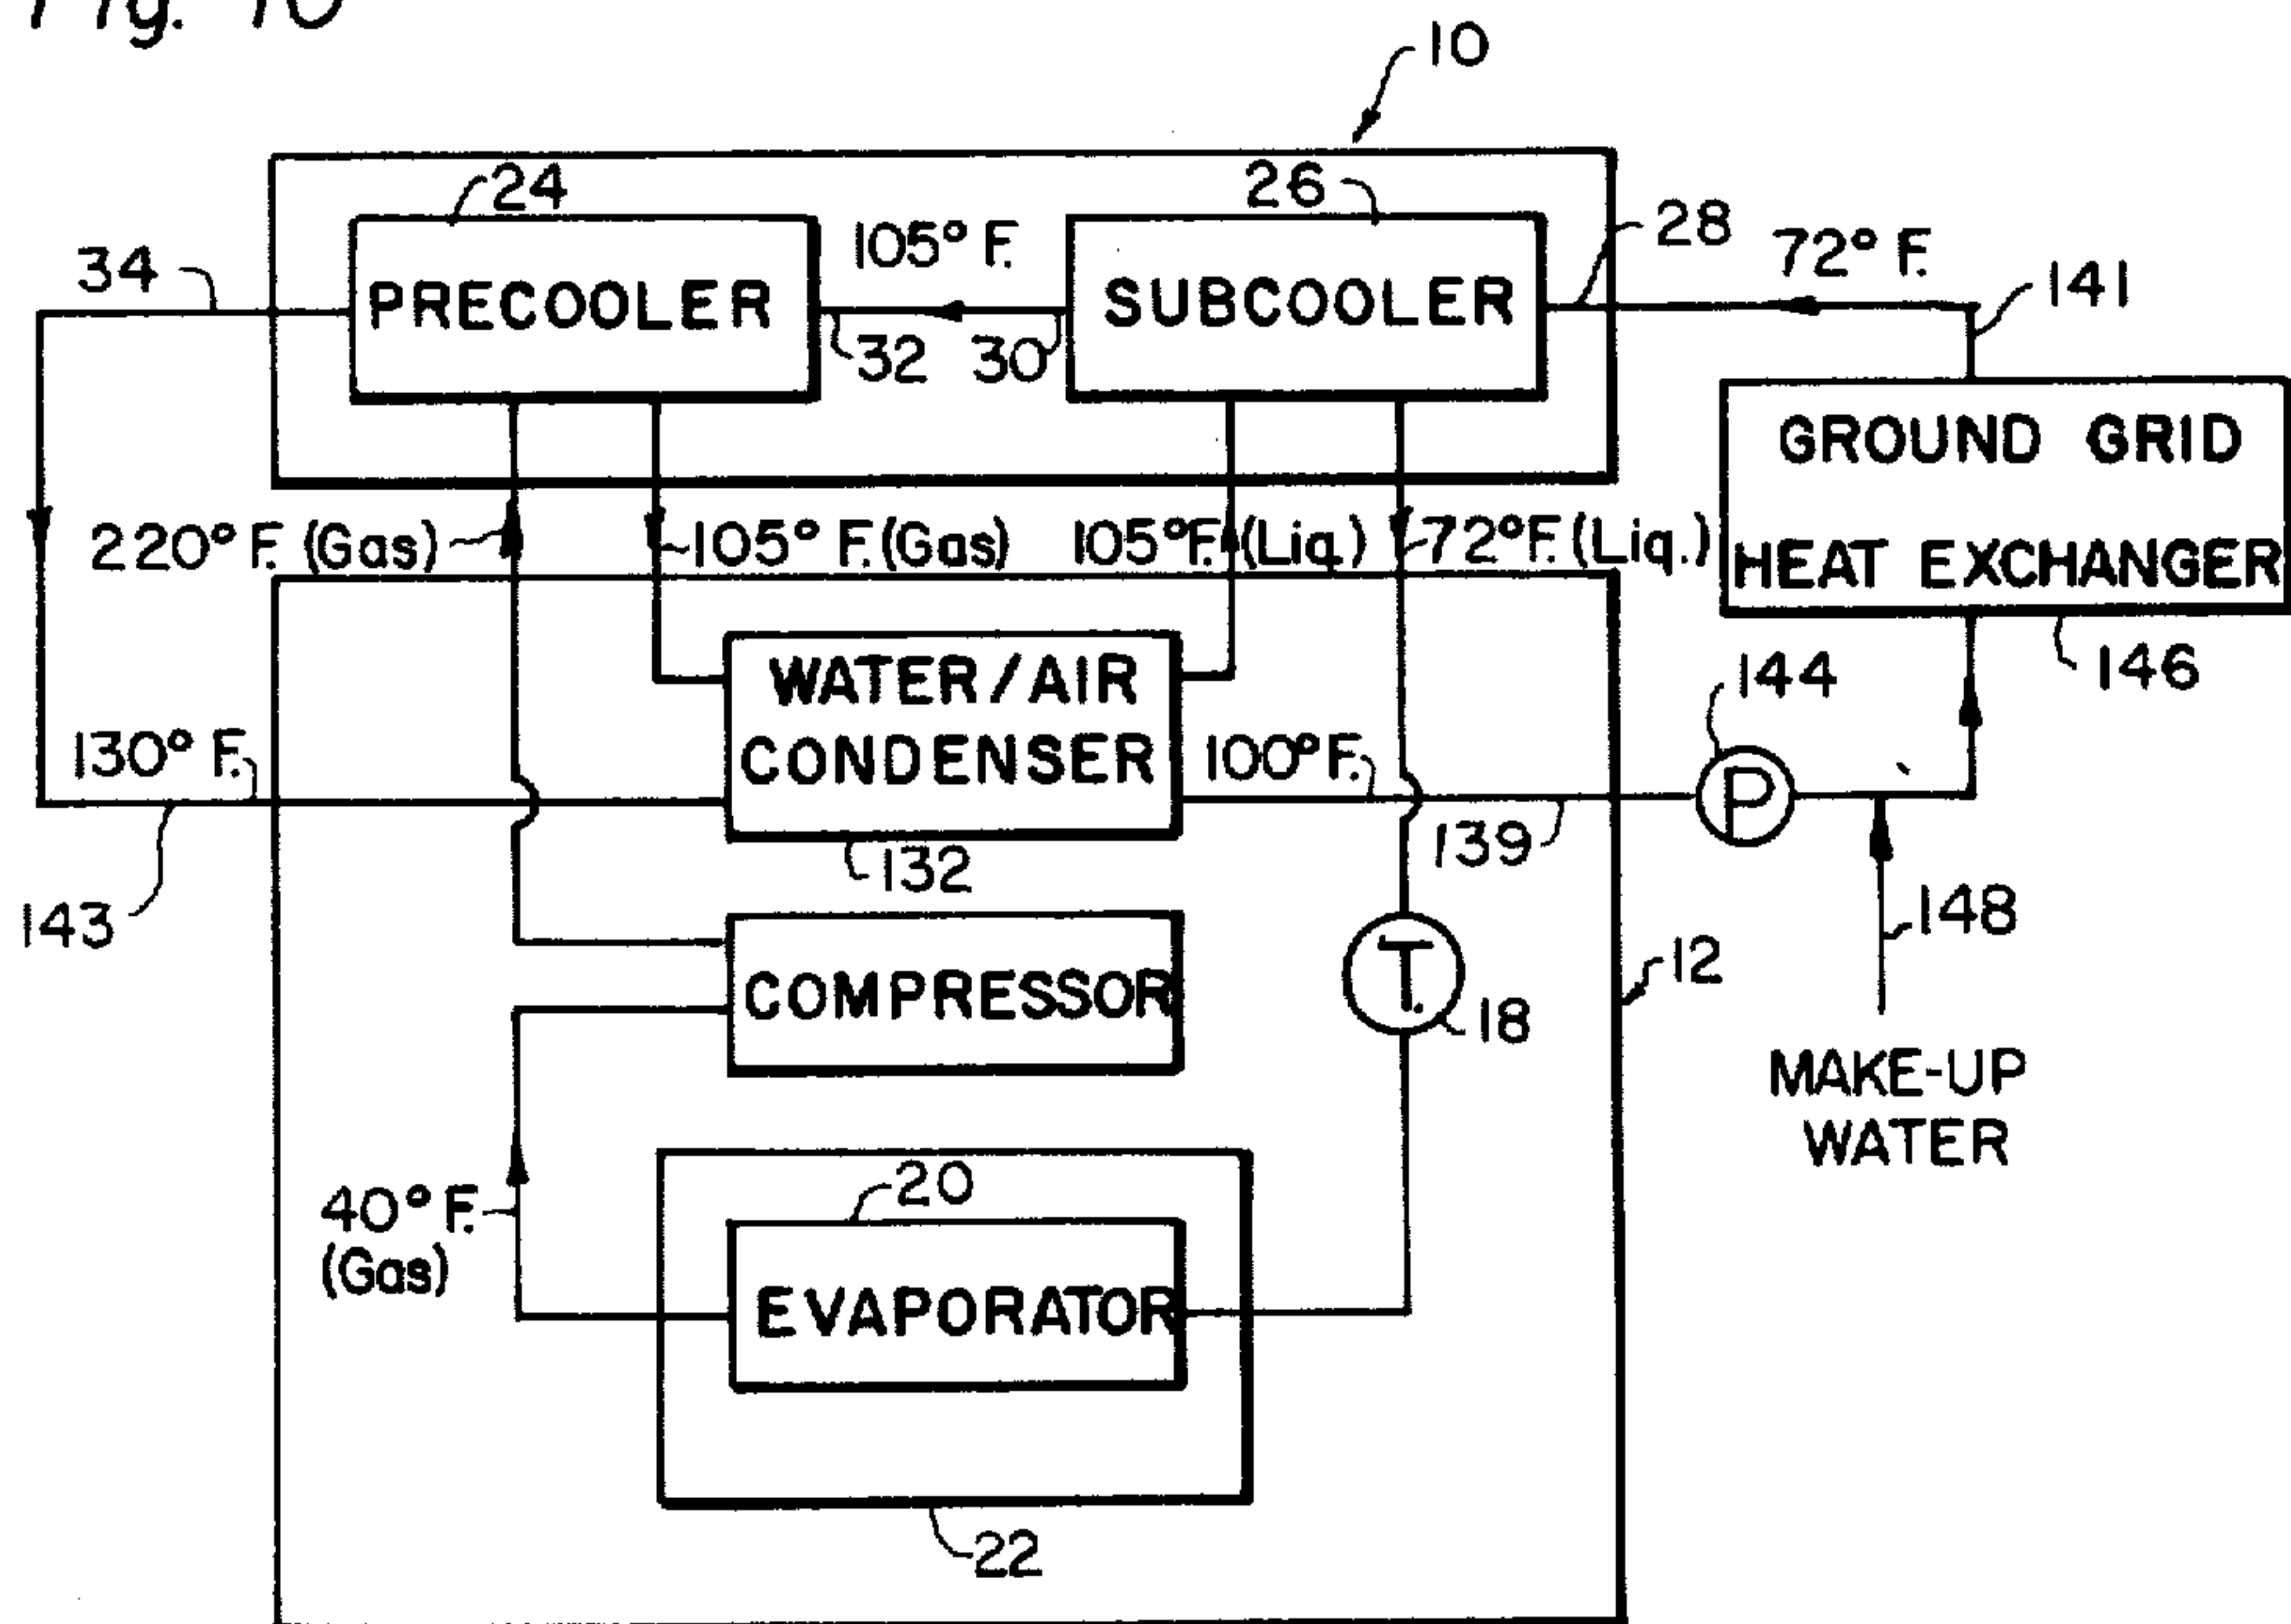 Fig. 10
10
24
26
28
105° F.
72° F.
34
141
PRECOOLER
SUBCOOLER
32
30
GROUND GRID
HEAT EXCHANGER
220° F. (Gas)
105° F. (Gas)
105° F. (Liq.)
72° F. (Liq.)
146
144
WATER/AIR
CONDENSER
130° F.
100° F.
P
139
132
143
148
12
COMPRESSOR
T.
18
MAKE-UP
WATER
20
40° F.
(Gas)
EVAPORATOR
22